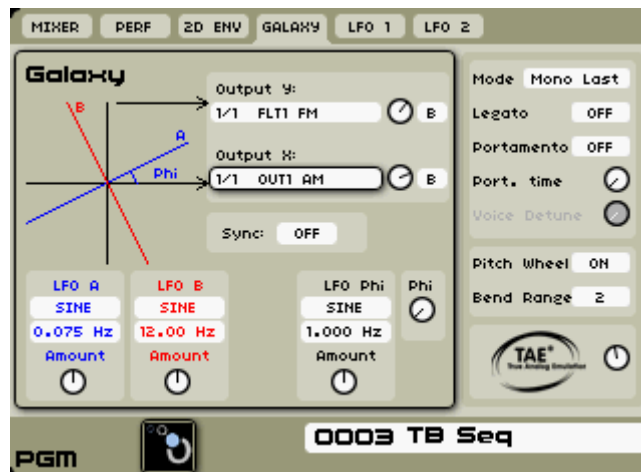 MIXER PERF 2D ENV GALAXY LFO 1 LFO 2
Galaxy
B
A
Phi
Output Y:
1/1 FLT1 FM B
Output X:
1/1 OUT1 AM B
Sync: OFF
LFO A
SINE
0.075 Hz
Amount
LFO B
SINE
12.00 Hz
Amount
LFO Phi
SINE
1.000 Hz
Amount
Phi
Mode Mono Last
Legato OFF
Portamento OFF
Port. time
Voice Detune
Pitch Wheel ON
Bend Range 2
TAE®
True Analog Emulation
PGM
0003 TB Seq